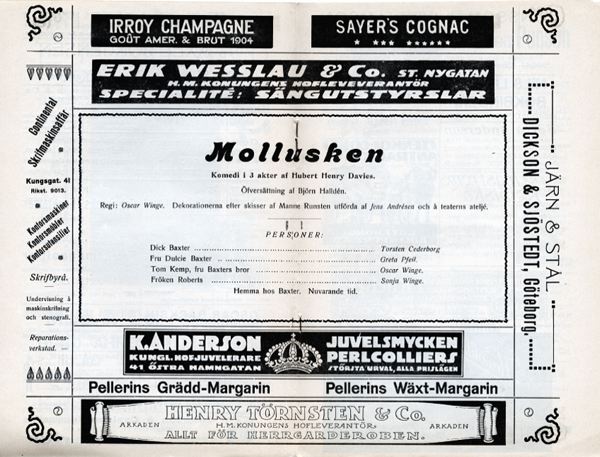 IRROY CHAMPAGNE
GOÛT AMER. & BRUT 1904
SAYER'S COGNAC
ERIK WESSLAU & Co. ST. NYGATAN
H. M. KONUNGENS HOFLEVEVERANTÖR
SPECIALITÉ: SÄNGUTSTYRSLAR
Continental
Skrifmaskinsaffär
Kungsgat. 41
Rikst. 9013.
Kontorsmaskiner
Kontorsmöbler
Kontorsutensilier
Skrifbyrå.
Undervisning å
maskinskrifning
och stenografi.
Reparations-
verkstad.
Mollusken
Komedi i 3 akter af Hubert Henry Davies.
Öfversättning af Björn Halldén.
Regi: Oscar Winge. Dekorationerna efter skisser af Manne Runsten utförda af Jens Andrésen och å teaterns ateljé.
PERSONER:
Dick Baxter Torsten Cederborg
Fru Dulcie Baxter Greta Pfeil.
Tom Kemp, fru Baxters bror Oscar Winge.
Fröken Roberts Sonja Winge.
Hemma hos Baxter. Nuvarande tid.
JÄRN & STÅL
DICKSON & SJÖSTEDT, Göteborg.
K. ANDERSON
KUNGL. HOFJUVELERARE
41 ÖSTRA HAMNGATAN
JUVELSMYCKEN
PERLCOLLIERS
STÖRSTA URVAL, ALLA PRISLÄGEN
Pellerins Grädd-Margarin
Pellerins Wäxt-Margarin
HENRY TÖRNSTEN & Co.
ARKADEN H. M. KONUNGENS HOFLEVERANTÖR. ARKADEN
ALLT FÖR HERRGARDEROBEN.